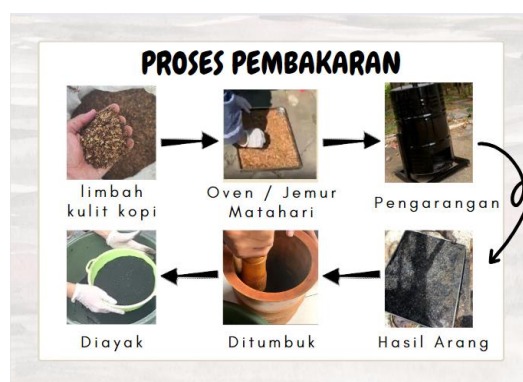 PROSES PEMBAKARAN
limbah
kulit kopi
Oven / Jemur
Matahari
Pengarangan
Hasil Arang
Ditumbuk
Diayak